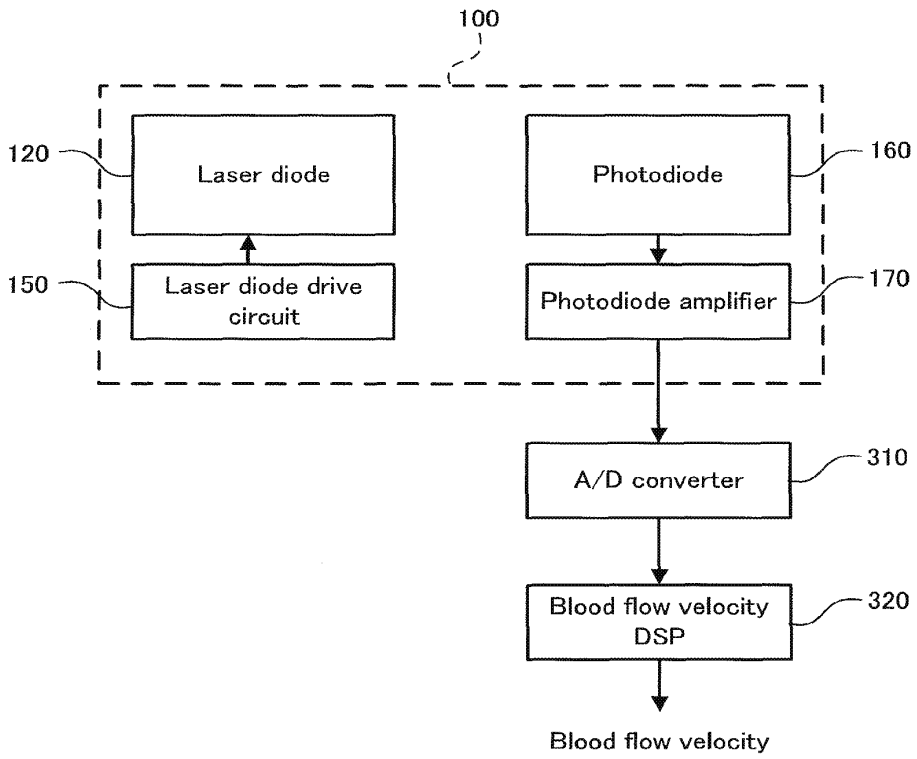 100
120
Laser diode
Photodiode
160
150
Laser diode drive
circuit
Photodiode amplifier
170
A/D converter
310
Blood flow velocity
DSP
320
Blood flow velocity